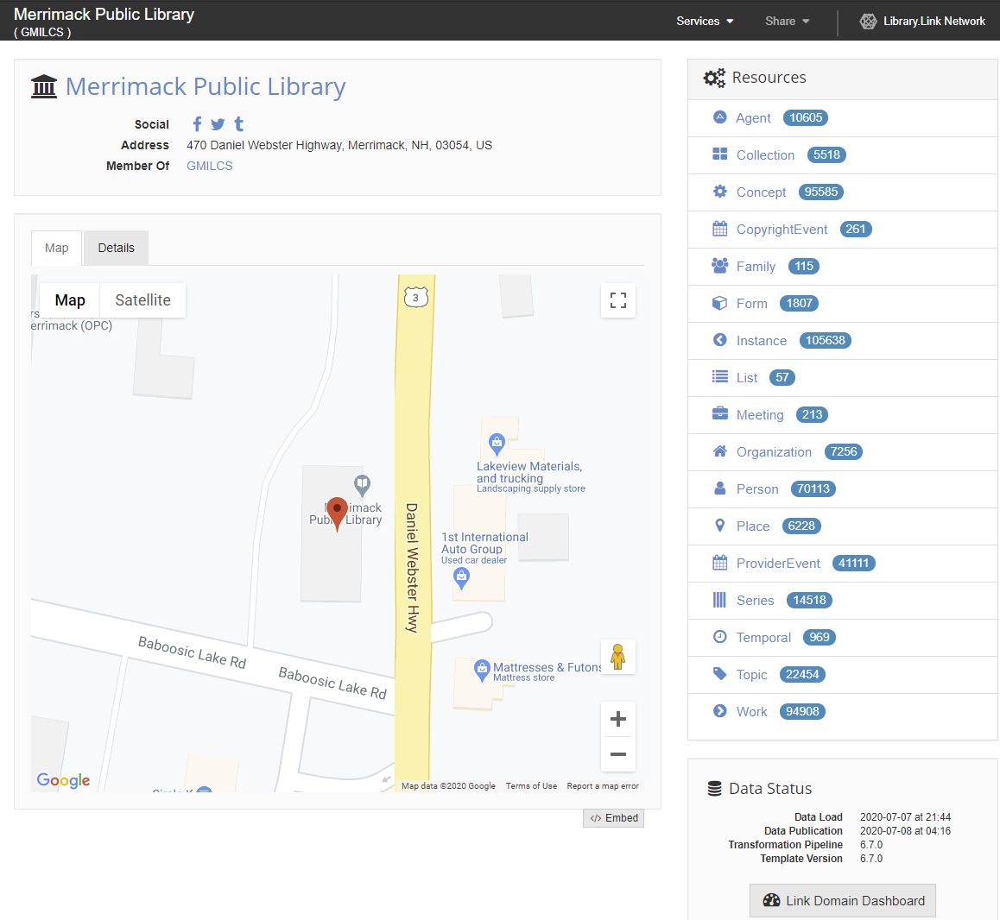 Merrimack Public Library
( GMILCS )
Services
Share
Library.Link Network
Merrimack Public Library
Social
Address 470 Daniel Webster Highway, Merrimack, NH, 03054, US
Member Of GMILCS
Map Details
Map Satellite
rs
errimack (OPC)
3
Lakeview Materials,
and trucking
Landscaping supply store
imack
Pub Library
1st International
Auto Group
Used car dealer
Daniel Webster Hwy
Baboosic Lake Rd
Baboosic Lake Rd
Mattresses & Futons
Mattress store
Circle K
Google
Map data ©2020 Google Terms of Use Report a map error
</> Embed
Resources
Agent 10605
Collection 5518
Concept 95585
CopyrightEvent 261
Family 115
Form 1807
Instance 105638
List 57
Meeting 213
Organization 7256
Person 70113
Place 6228
ProviderEvent 41111
Series 14518
Temporal 969
Topic 22454
Work 94908
Data Status
Data Load 2020-07-07 at 21:44
Data Publication 2020-07-08 at 04:16
Transformation Pipeline 6.7.0
Template Version 6.7.0
Link Domain Dashboard